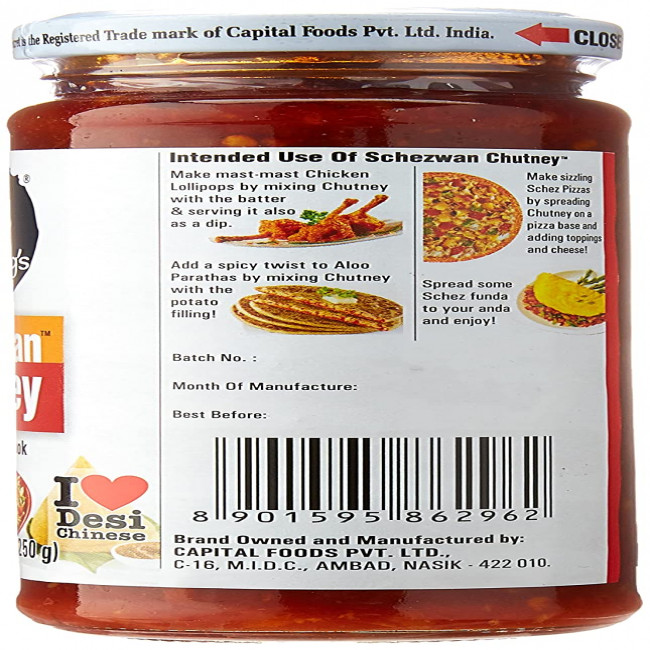 is the Registered Trade mark of Capital Foods Pvt. Ltd. India.
CLOSE
Intended Use Of Schezwan Chutney™
Make mast-mast Chicken
Lollipops by mixing Chutney
with the batter
& serving it also
as a dip.
Add a spicy twist to Aloo
Parathas by mixing Chutney
with the
potato
filling!
Make sizzling
Schez Pizzas
by spreading
Chutney on a
pizza base and
adding toppings
and cheese!
Spread some
Schez funda
to your anda
and enjoy!
Batch No. :
Month Of Manufacture:
Best Before:
8 901595 862962
Brand Owned and Manufactured by:
CAPITAL FOODS PVT. LTD.,
C-16, M.I.D.C., AMBAD, NASIK - 422 010.
®
g's
an™
ey
ok
I
Desi
Chinese
250 g)